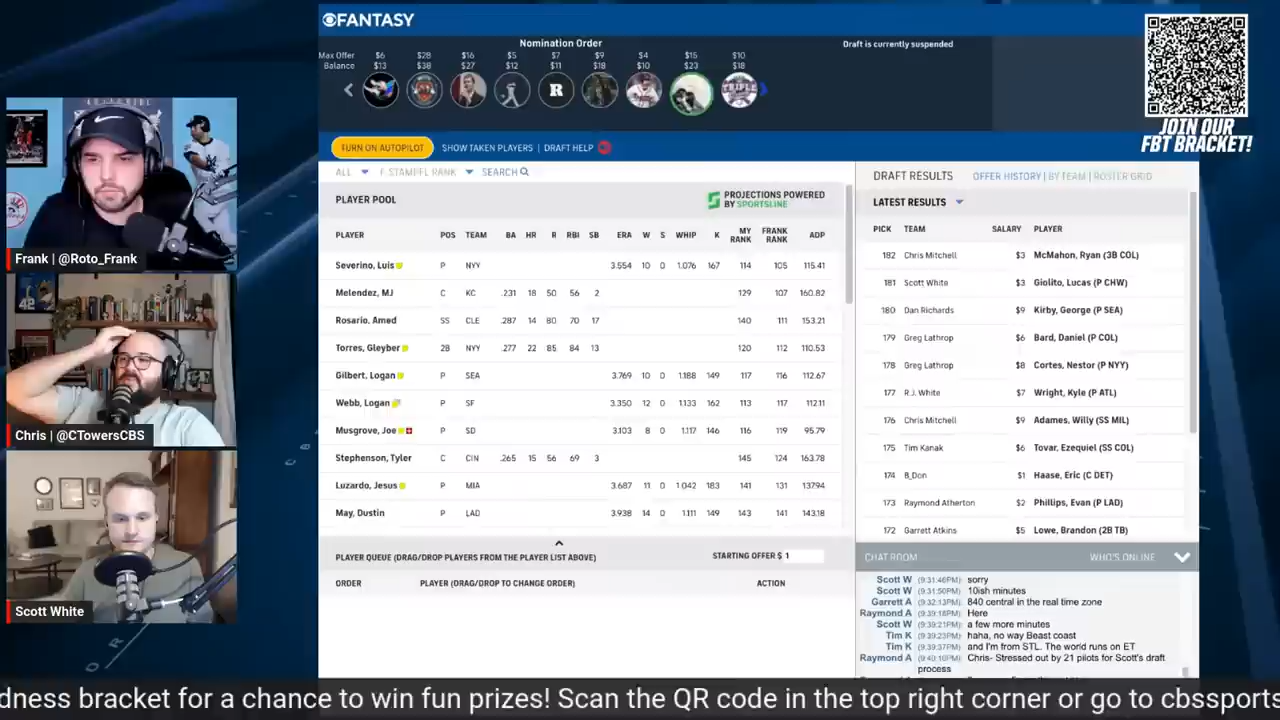 FANTASY
Nomination Order
Draft is currently suspended
Max Offer $6 $28 $16 $5 $7 $9 $4 $15 $10
Balance $13 $38 $27 $12 $11 $18 $10 $23 $18
R
TRIPLE
JOIN OUR
FBT BRACKET!
TURN ON AUTOPILOT SHOW TAKEN PLAYERS | DRAFT HELP
ALL F. STAMPFL RANK SEARCH
PLAYER POOL
PROJECTIONS POWERED
BY SPORTSLINE
PLAYER POS TEAM BA HR R RBI SB ERA W S WHIP K MY RANK FRANK RANK ADP
Severino, Luis P NYY 3.554 10 0 1.076 167 114 105 115.41
Melendez, MJ C KC .231 18 50 56 2 129 107 160.82
Rosario, Amed SS CLE .287 14 80 70 17 140 111 153.21
Torres, Gleyber 2B NYY .277 22 85 84 13 120 112 110.53
Gilbert, Logan P SEA 3.769 10 0 1.188 149 117 116 112.67
Webb, Logan P SF 3.350 12 0 1.133 162 113 117 112.11
Musgrove, Joe P SD 3.103 8 0 1.117 146 116 119 95.79
Stephenson, Tyler C CIN .265 15 56 69 3 145 124 163.78
Luzardo, Jesus P MIA 3.687 11 0 1.042 183 141 131 137.94
May, Dustin P LAD 3.938 14 0 1.111 149 143 141 143.18
PLAYER QUEUE (DRAG/DROP PLAYERS FROM THE PLAYER LIST ABOVE) STARTING OFFER $ 1
ORDER PLAYER (DRAG/DROP TO CHANGE ORDER) ACTION
DRAFT RESULTS OFFER HISTORY | BY TEAM | ROSTER GRID
LATEST RESULTS
PICK TEAM SALARY PLAYER
182 Chris Mitchell $3 McMahon, Ryan (3B COL)
181 Scott White $3 Giolito, Lucas (P CHW)
180 Dan Richards $9 Kirby, George (P SEA)
179 Greg Lathrop $6 Bard, Daniel (P COL)
178 Greg Lathrop $8 Cortes, Nestor (P NYY)
177 R.J. White $7 Wright, Kyle (P ATL)
176 Chris Mitchell $9 Adames, Willy (SS MIL)
175 Tim Kanak $6 Tovar, Ezequiel (SS COL)
174 B_Don $1 Haase, Eric (C DET)
173 Raymond Atherton $2 Phillips, Evan (P LAD)
172 Garrett Atkins $5 Lowe, Brandon (2B TB)
CHAT ROOM WHO'S ONLINE
Scott W (9:31:46PM): sorry
Scott W (9:31:50PM): 10ish minutes
Garrett A (9:32:13PM): 840 central in the real time zone
Raymond A (9:39:18PM): Here
Scott W (9:39:21PM): a few more minutes
Tim K (9:39:23PM): haha, no way Beast coast
Tim K (9:39:37PM): and I'm from STL. The world runs on ET
Raymond A (9:40:10PM): Chris- Stressed out by 21 pilots for Scott's draft
process
Frank | @Roto_Frank
Chris | @CTowersCBS
Scott White
dness bracket for a chance to win fun prizes! Scan the QR code in the top right corner or go to cbssports